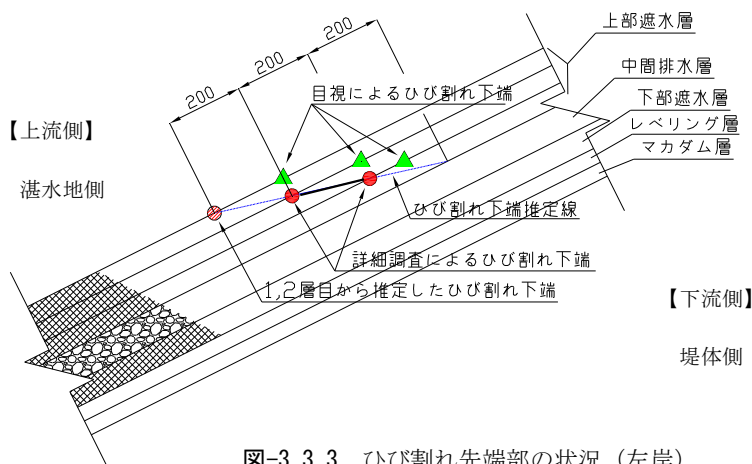 200
200
200
上部遮水層
中間排水層
下部遮水層
レベリング層
マカダム層
目視によるひび割れ下端
【上流側】
湛水地側
ひび割れ下端推定線
詳細調査によるひび割れ下端
1,2層目から推定したひび割れ下端
【下流側】
堤体側
図-3.3.3 ひび割れ先端部の状況（左岸）